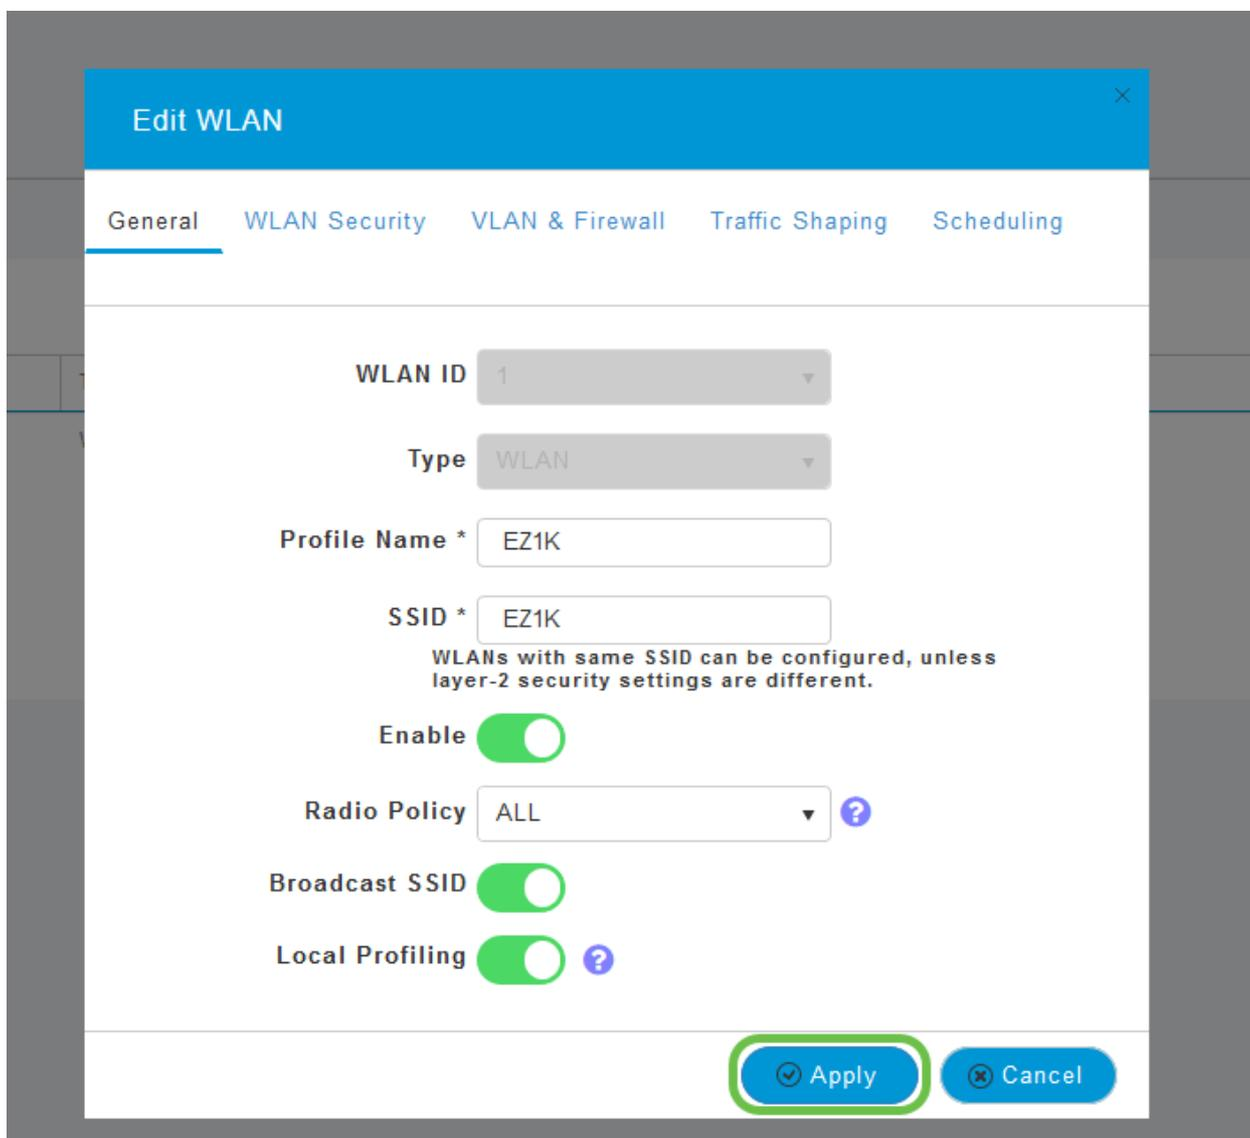 Edit WLAN
General WLAN Security VLAN & Firewall Traffic Shaping Scheduling
WLAN ID 1
Type WLAN
Profile Name * EZ1K
SSID * EZ1K
WLANs with same SSID can be configured, unless
layer-2 security settings are different.
Enable
Radio Policy ALL ?
Broadcast SSID
Local Profiling ?
Apply Cancel